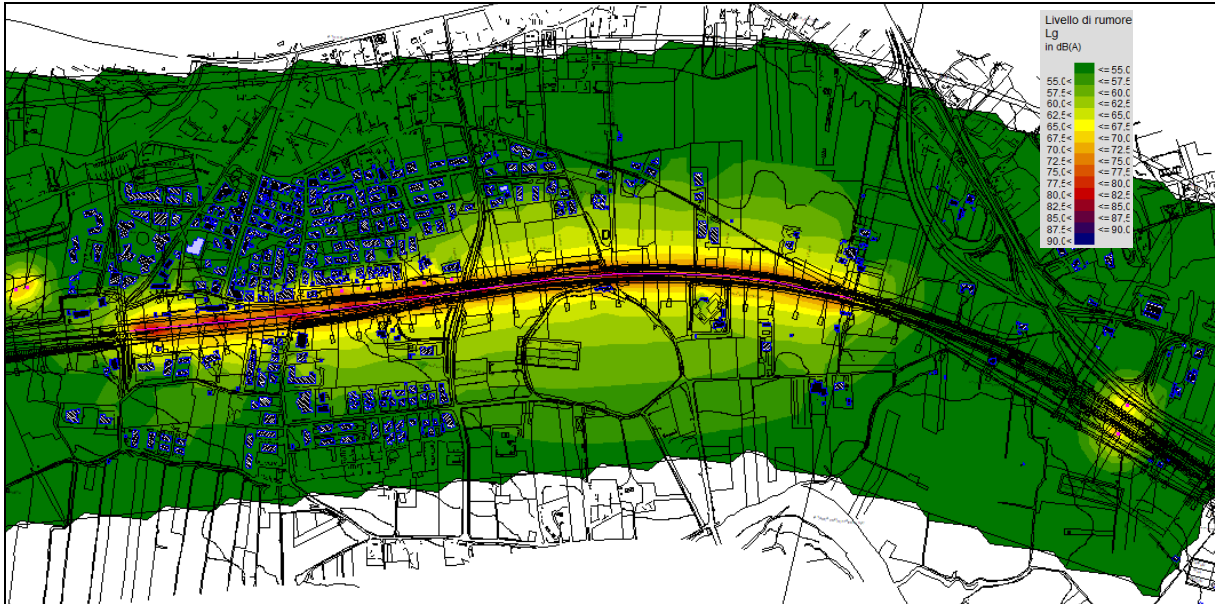 Livello di rumore
Lg
in dB(A)
<= 55.0
55.0< <= 57.5
57.5< <= 60.0
60.0< <= 62.5
62.5< <= 65.0
65.0< <= 67.5
67.5< <= 70.0
70.0< <= 72.5
72.5< <= 75.0
75.0< <= 77.5
77.5< <= 80.0
80.0< <= 82.5
82.5< <= 85.0
85.0< <= 87.5
87.5< <= 90.0
90.0<